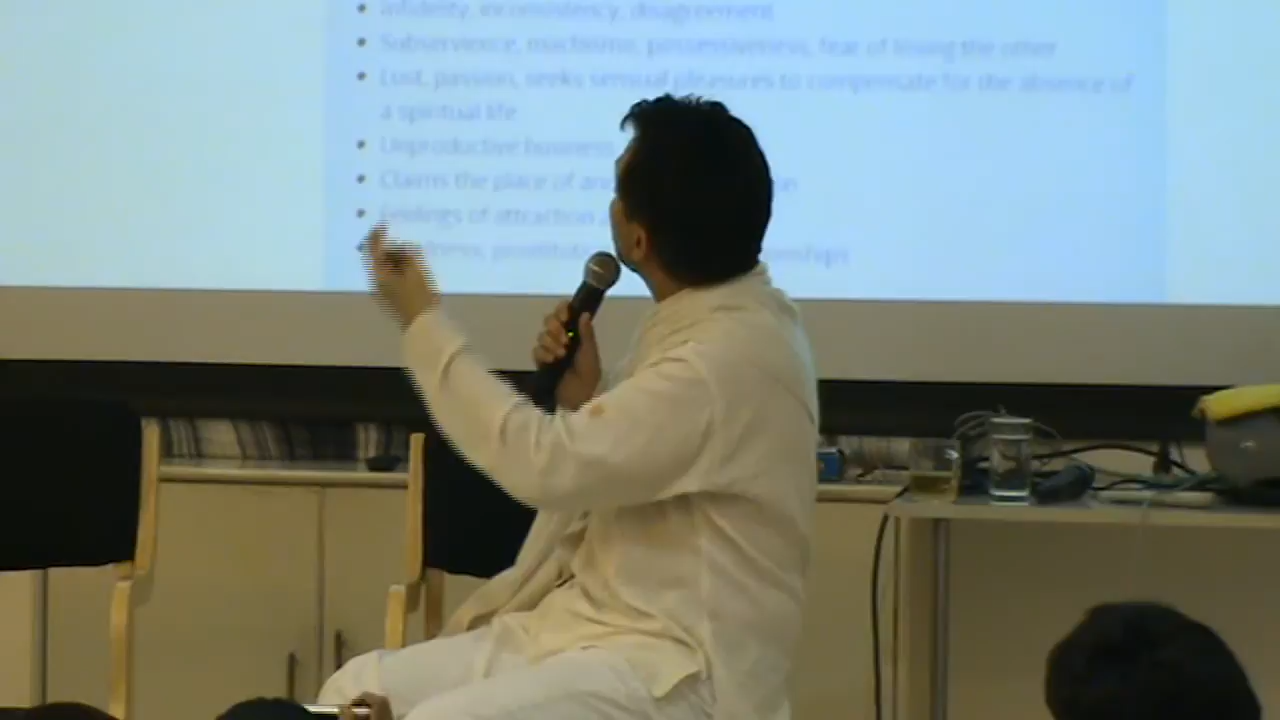 Infidelity, inconsistency, disagreement
Subservience, machismo, possessiveness, fear of losing the other
Lust, passion, seeks sensual pleasures to compensate for the absence of
a spiritual life
Unproductive business
Claims the place of
Feelings of attraction